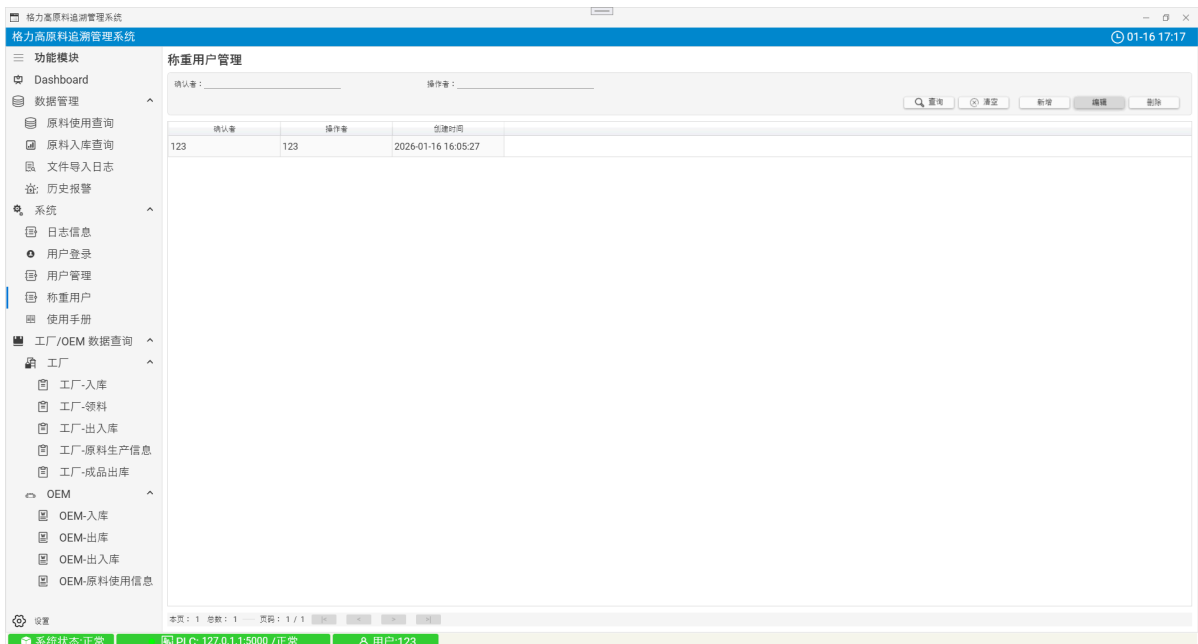 格力高原料追溯管理系统
格力高原料追溯管理系统
01-16 17:17
功能模块
Dashboard
数据管理
原料使用查询
原料入库查询
文件导入日志
历史报警
系统
日志信息
用户登录
用户管理
称重用户
使用手册
工厂/OEM 数据查询
工厂
工厂-入库
工厂-领料
工厂-出入库
工厂-原料生产信息
工厂-成品出库
OEM
OEM-入库
OEM-出库
OEM-出入库
OEM-原料使用信息
设置
称重用户管理
确认者： 操作者：
查询 清空 新增 编辑 删除
确认者 操作者 创建时间
123 123 2026-01-16 16:05:27
本页： 1 总数： 1 页码： 1 / 1
系统状态:正常 PLC: 127.0.1.1:5000 /正常 用户:123